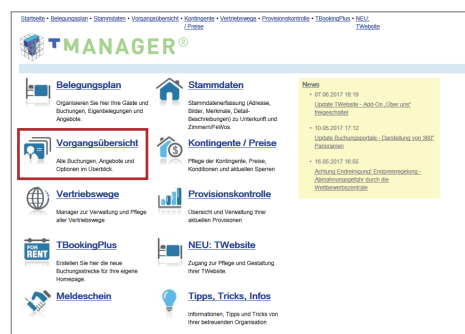 Startseite • Belegungsplan • Stammdaten • Vorgangsübersicht • Kontingente • Vertriebswege • Provisionskontrolle • TBookingPlus • NEU:
/ Preise TWebsite
TMANAGER®
Belegungsplan
Organisieren Sie hier Ihre Gäste und
Buchungen, Eigenbelegungen und
Angebote.
Stammdaten
Stammdatenerfassung (Adresse,
Bilder, Merkmale, Detail-
Beschreibungen) zu Unterkunft und
Zimmern/FeWos.
Vorgangsübersicht
Alle Buchungen, Angebote und
Optionen im Überblick.
Kontingente / Preise
Pflege der Kontingente, Preise,
Konditionen und aktuellen Sperren
Vertriebswege
Manager zur Verwaltung und Pflege
aller Vertriebswege
Provisionskontrolle
Übersicht und Verwaltung Ihrer
aktuellen Provisionen
FOR
RENT
TBookingPlus
Erstellen Sie hier die neue
Buchungsstrecke für Ihre eigene
Homepage.
NEU: TWebsite
Zugang zur Pflege und Gestaltung
Ihrer TWebsite.
Meldeschein
Tipps, Tricks, Infos
Informationen, Tipps und Tricks von
Ihrer betreuenden Organisation
News
• 07.06.2017 18:19
Update TWebsite - Add-On „Über uns“
freigeschaltet
• 10.05.2017 17:12
Update Buchungsportale - Darstellung von 360°
Panoramen
• 16.05.2017 16:55
Achtung Endreinigung! Endpreisregelung -
Abmahnungsgefahr durch die
Wettbewerbszentrale